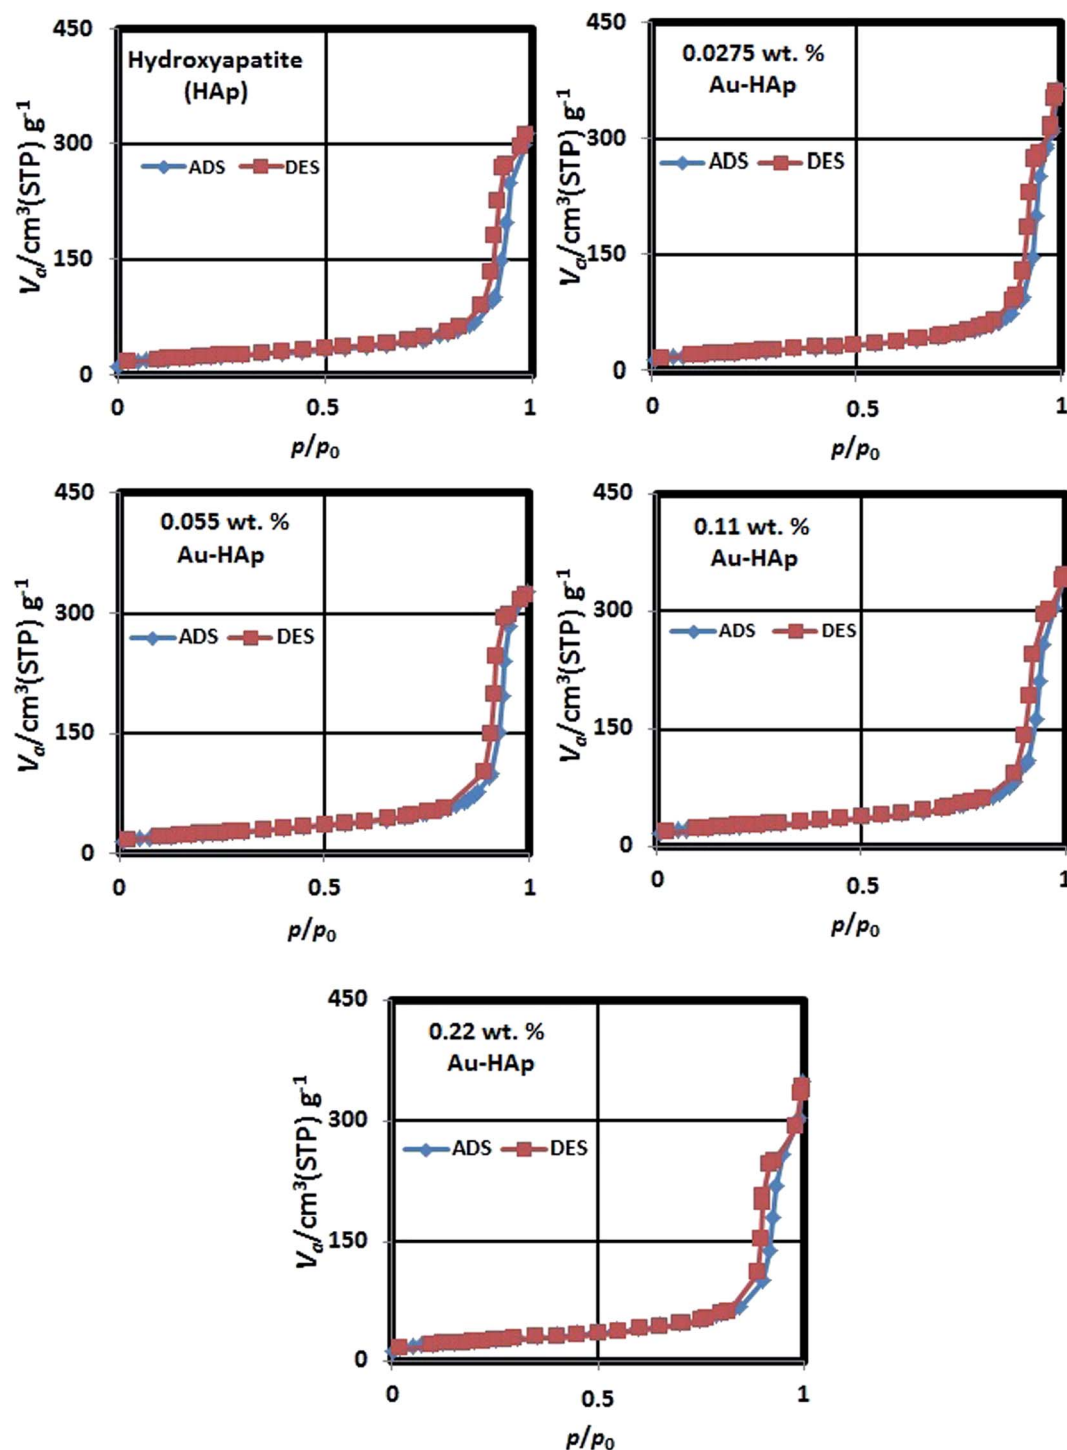 450
Hydroxyapatite
(HAp)
300
ADS DES
150
0
0 0.5 1
Vₐ/cm³(STP) g⁻¹
p/p₀
450
0.0275 wt. %
Au-HAp
300
ADS DES
150
0
0 0.5 1
Vₐ/cm³(STP) g⁻¹
p/p₀
450
0.055 wt. %
Au-HAp
300
ADS DES
150
0
0 0.5 1
Vₐ/cm³(STP) g⁻¹
p/p₀
450
0.11 wt. %
Au-HAp
300
ADS DES
150
0
0 0.5 1
Vₐ/cm³(STP) g⁻¹
p/p₀
450
0.22 wt. %
Au-HAp
300
ADS DES
150
0
0 0.5 1
Vₐ/cm³(STP) g⁻¹
p/p₀